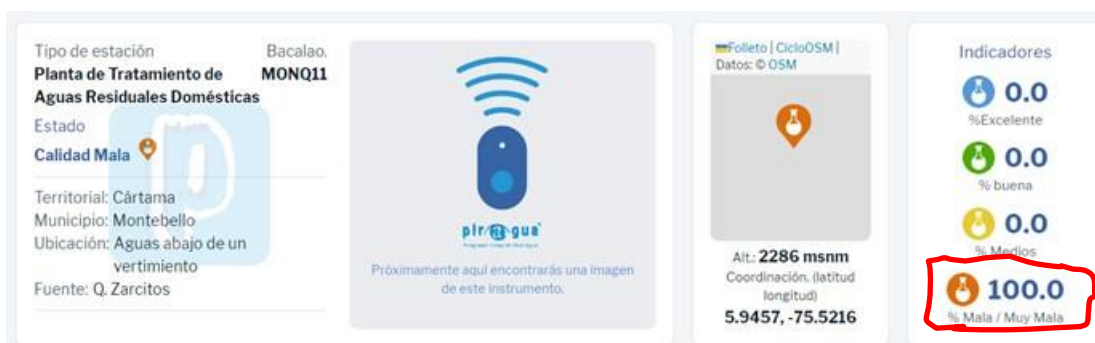 Tipo de estación
Planta de Tratamiento de
Aguas Residuales Domésticas
Bacalao.
MONQ11
Estado
Calidad Mala
Territorial: Cártama
Municipio: Montebello
Ubicación: Aguas abajo de un
vertimiento
Fuente: Q. Zarcitos
piragua
Próximamente aquí encontrarás una imagen
de este instrumento.
Folleto | CicloOSM |
Datos: © OSM
Alt.: 2286 msnm
Coordinación. (latitud
longitud)
5.9457, -75.5216
Indicadores
0.0
%Excelente
0.0
% buena
0.0
% Medios
100.0
% Mala / Muy Mala